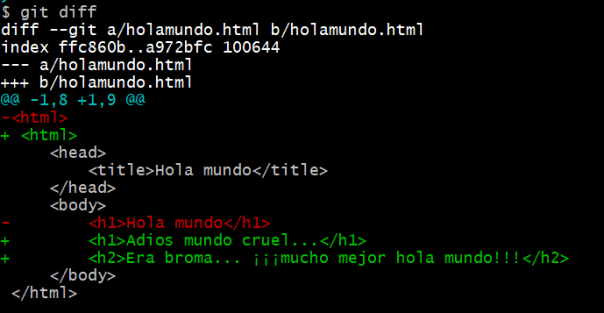 $ git diff
diff --git a/holamundo.html b/holamundo.html
index ffc860b..a972bfc 100644
--- a/holamundo.html
+++ b/holamundo.html
@@ -1,8 +1,9 @@
-<html>
+ <html>
     <head>
         <title>Hola mundo</title>
     </head>
     <body>
-        <h1>Hola mundo</h1>
+        <h1>Adios mundo cruel...</h1>
+        <h2>Era broma... ¡¡¡mucho mejor hola mundo!!!</h2>
     </body>
 </html>